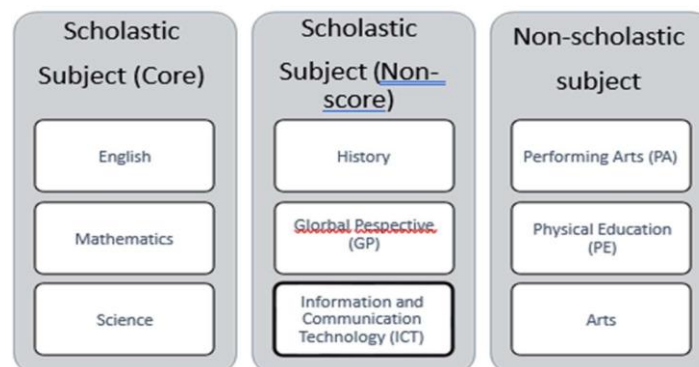 Scholastic
Subject (Core)
English
Mathematics
Science
Scholastic
Subject (Non-
score)
History
Glorbal Pespective
(GP)
Information and
Communication
Technology (ICT)
Non-scholastic
subject
Performing Arts (PA)
Physical Education
(PE)
Arts